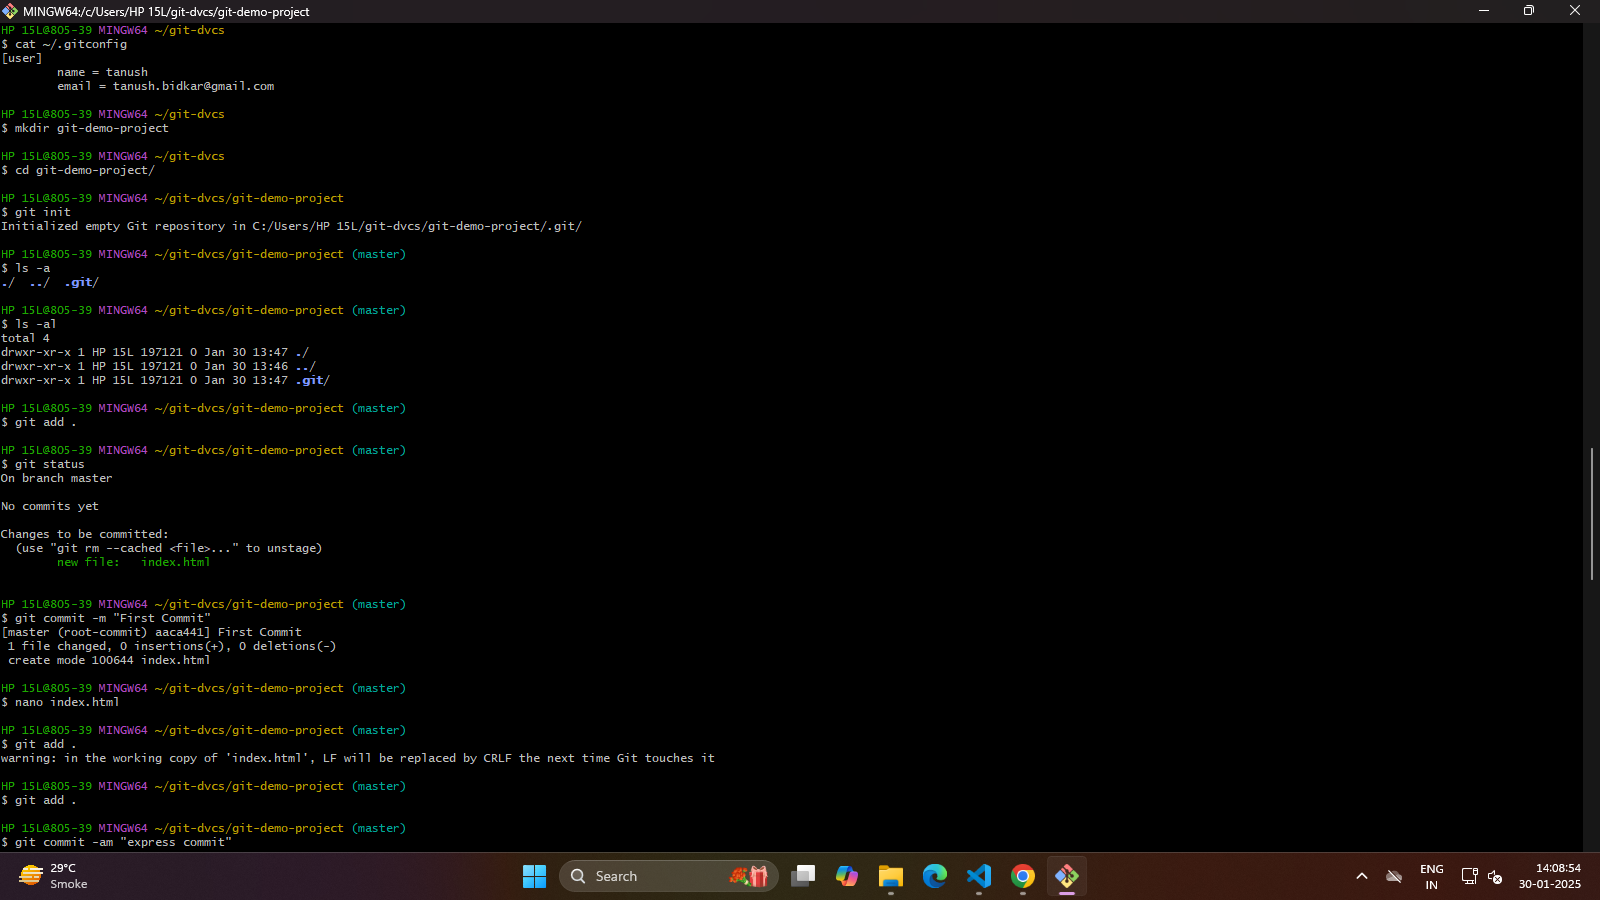 MINGW64:/c/Users/HP 15L/git-dvcs/git-demo-project
HP 15L@805-39 MINGW64 ~/git-dvcs
$ cat ~/.gitconfig
[user]
        name = tanush
        email = tanush.bidkar@gmail.com
HP 15L@805-39 MINGW64 ~/git-dvcs
$ mkdir git-demo-project
HP 15L@805-39 MINGW64 ~/git-dvcs
$ cd git-demo-project/
HP 15L@805-39 MINGW64 ~/git-dvcs/git-demo-project
$ git init
Initialized empty Git repository in C:/Users/HP 15L/git-dvcs/git-demo-project/.git/
HP 15L@805-39 MINGW64 ~/git-dvcs/git-demo-project (master)
$ ls -a
./  ../  .git/
HP 15L@805-39 MINGW64 ~/git-dvcs/git-demo-project (master)
$ ls -al
total 4
drwxr-xr-x 1 HP 15L 197121 0 Jan 30 13:47 ./
drwxr-xr-x 1 HP 15L 197121 0 Jan 30 13:46 ../
drwxr-xr-x 1 HP 15L 197121 0 Jan 30 13:47 .git/
HP 15L@805-39 MINGW64 ~/git-dvcs/git-demo-project (master)
$ git add .
HP 15L@805-39 MINGW64 ~/git-dvcs/git-demo-project (master)
$ git status
On branch master
No commits yet
Changes to be committed:
  (use "git rm --cached <file>..." to unstage)
        new file:   index.html
HP 15L@805-39 MINGW64 ~/git-dvcs/git-demo-project (master)
$ git commit -m "First Commit"
[master (root-commit) aaca441] First Commit
 1 file changed, 0 insertions(+), 0 deletions(-)
 create mode 100644 index.html
HP 15L@805-39 MINGW64 ~/git-dvcs/git-demo-project (master)
$ nano index.html
HP 15L@805-39 MINGW64 ~/git-dvcs/git-demo-project (master)
$ git add .
warning: in the working copy of 'index.html', LF will be replaced by CRLF the next time Git touches it
HP 15L@805-39 MINGW64 ~/git-dvcs/git-demo-project (master)
$ git add .
HP 15L@805-39 MINGW64 ~/git-dvcs/git-demo-project (master)
$ git commit -am "express commit"
29°C
Smoke
Search
ENG
IN
14:08:54
30-01-2025